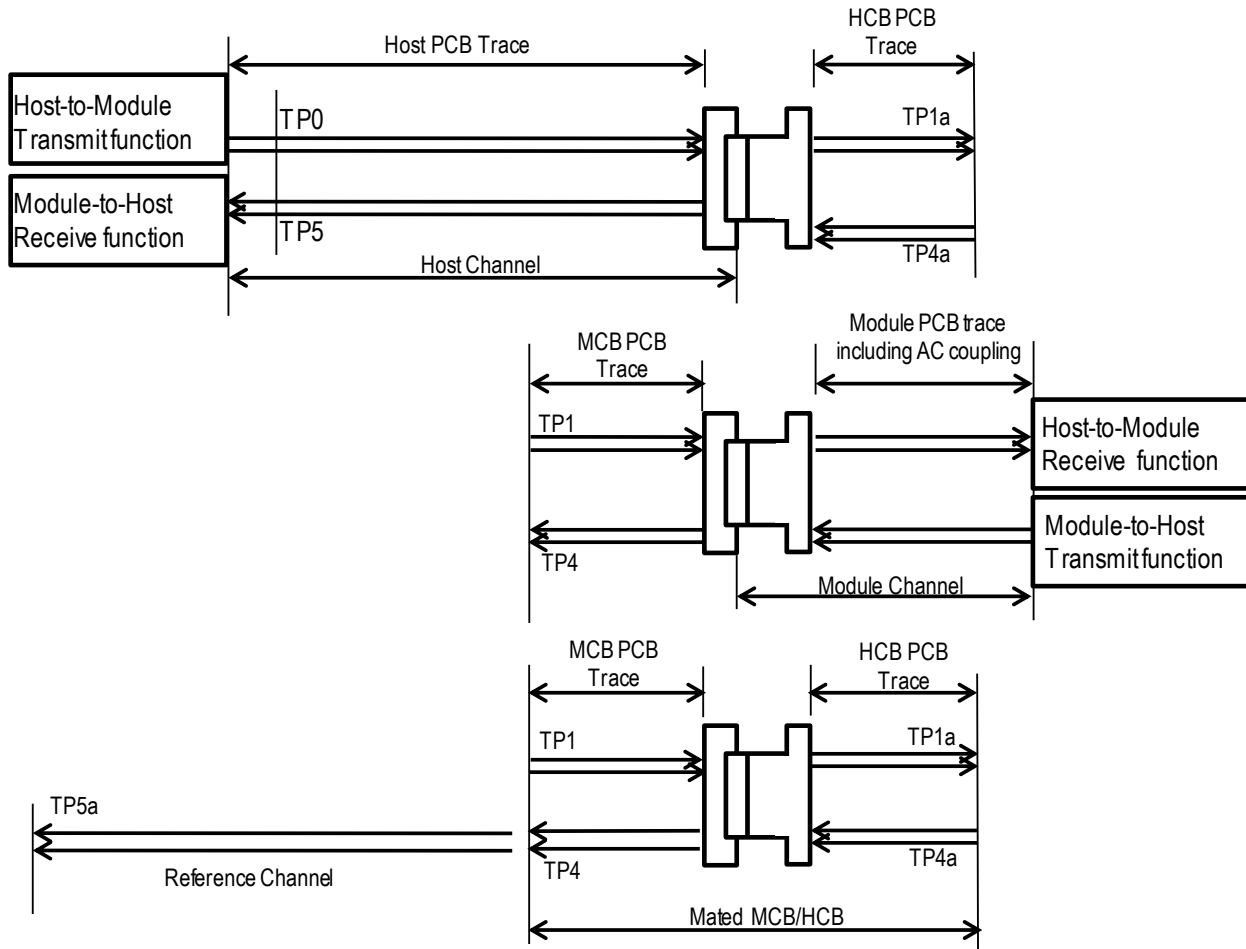 HCB PCB
Trace
Host PCB Trace
Host-to-Module
Transmit function
TP0
TP1a
Module-to-Host
Receive function
TP5
TP4a
Host Channel
MCB PCB
Trace
Module PCB trace
including AC coupling
TP1
Host-to-Module
Receive function
TP4
Module-to-Host
Transmit function
Module Channel
MCB PCB
Trace
HCB PCB
Trace
TP1
TP1a
TP5a
TP4
TP4a
Reference Channel
Mated MCB/HCB